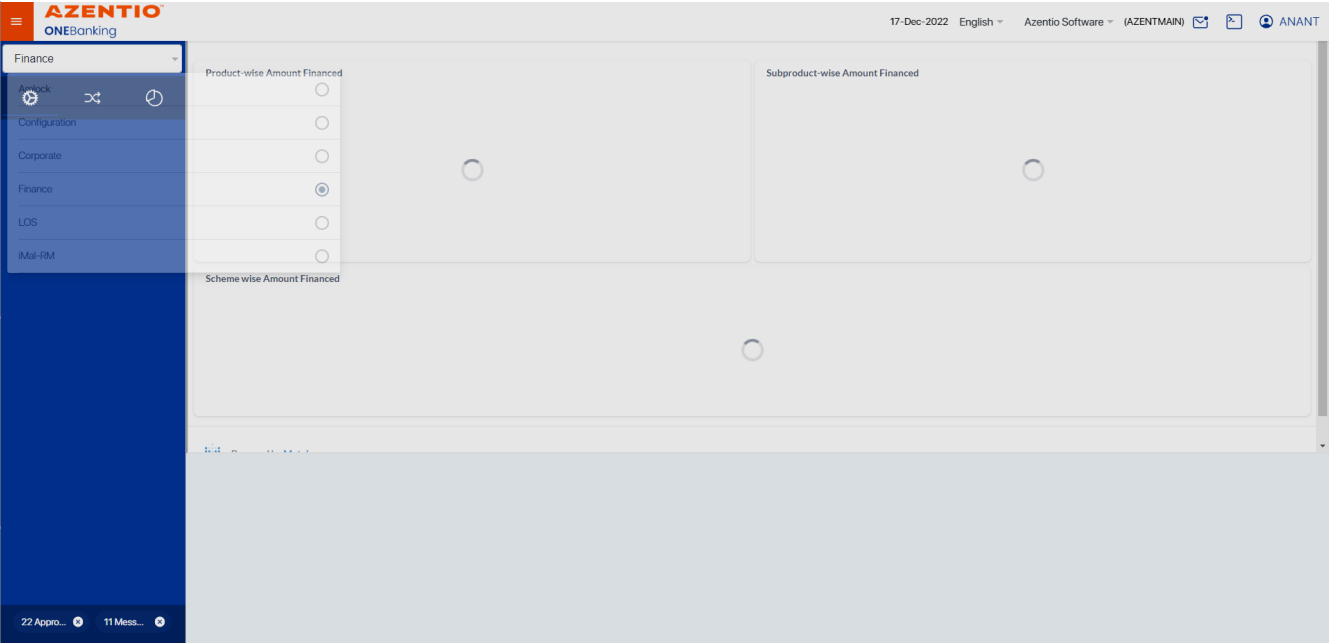 AZENTIO
ONEBanking
17-Dec-2022 English Azentio Software (AZENTMAIN) ANANT
Finance
Product-wise Amount Financed
Subproduct-wise Amount Financed
Amlock
Configuration
Corporate
Finance
LOS
iMal-RM
Scheme wise Amount Financed
22 Appro... 11 Mess...